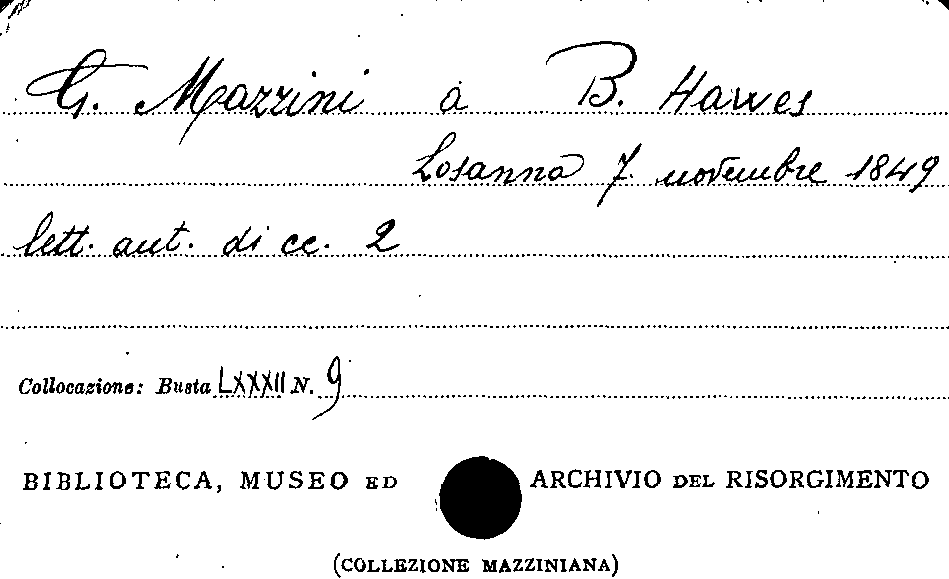 G. Mazzini a B. Hawes
Losanna 7 novembre 1849
lett. aut. di cc. 2
Collocazione: Busta LXXXII N. 9
BIBLIOTECA, MUSEO ED ARCHIVIO DEL RISORGIMENTO
(COLLEZIONE MAZZINIANA)